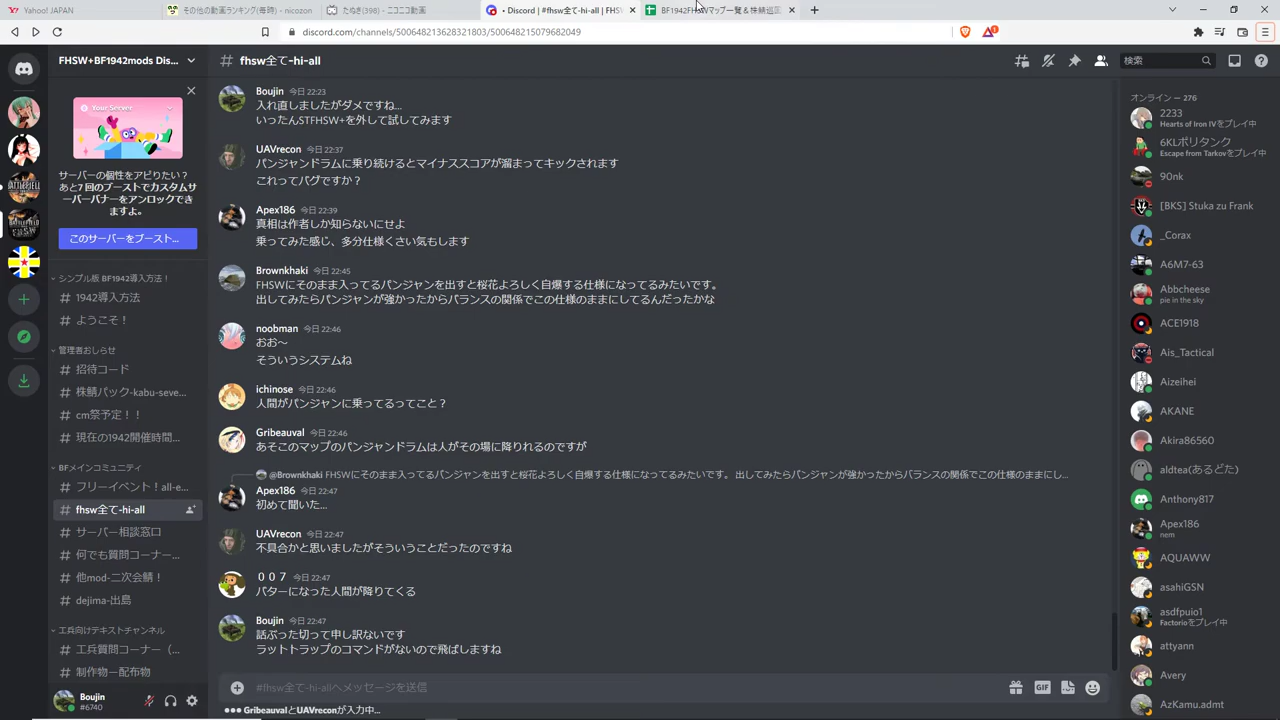 Yahoo! JAPAN
その他の動画ランキング(毎時) - nicozon
たぬき(398) - ニコニコ動画
• Discord | #fhsw全て-hi-all | FHS
BF1942FHSWマップ一覧＆株鯖巡回
discord.com/channels/500648213628321803/500648215079682049
FHSW+BF1942mods Dis...
# fhsw全て-hi-all
検索
Your Server
サーバーの個性をアピりたい？
あと7 回のブーストでカスタムサーバーバナーをアンロックできますよ。
このサーバーをブースト...
シンプル版 BF1942導入方法！
# 1942導入方法
# ようこそ！
管理者おしらせ
# 招待コード
# 株鯖パック-kabu-seve...
# cm祭予定！！
# 現在の1942開催時間...
BFメインコミュニティ
# フリーイベント！all-e...
# fhsw全て-hi-all
# サーバー相談窓口
# 何でも質問コーナー...
# 他mod-二次会鯖！
# dejima-出島
工兵向けテキストチャンネル
# 工兵質問コーナー（...
# 制作物ー配布物
Boujin
#6740
Boujin 今日 22:23
入れ直しましたがダメですね...
いったんSTFHSW+を外して試してみます
UAVrecon 今日 22:37
パンジャンドラムに乗り続けるとマイナススコアが溜まってキックされます
これってバグですか？
Apex186 今日 22:39
真相は作者しか知らないにせよ
乗ってみた感じ、多分仕様くさい気もします
Brownkhaki 今日 22:45
FHSWにそのまま入ってるパンジャンを出すと桜花よろしく自爆する仕様になってるみたいです。
出してみたらパンジャンが強かったからバランスの関係でこの仕様のままにしてるんだったかな
noobman 今日 22:46
おお〜
そういうシステムね
ichinose 今日 22:46
人間がパンジャンに乗ってるってこと？
Gribeauval 今日 22:46
あそこのマップのパンジャンドラムは人がその場に降りれるのですが
@Brownkhaki FHSWにそのまま入ってるパンジャンを出すと桜花よろしく自爆する仕様になってるみたいです。 出してみたらパンジャンが強かったからバランスの関係でこの仕様のままにし...
Apex186 今日 22:47
初めて聞いた...
UAVrecon 今日 22:47
不具合かと思いましたがそういうことだったのですね
００７ 今日 22:47
バターになった人間が降りてくる
Boujin 今日 22:47
話ぶった切って申し訳ないです
ラットトラップのコマンドがないので飛ばしますね
#fhsw全て-hi-allへメッセージを送信
GIF
GribeauvalとUAVreconが入力中...
オンライン — 276
2233
Hearts of Iron IVをプレイ中
6KLポリタンク
Escape from Tarkovをプレイ中
90nk
[BKS] Stuka zu Frank
_Corax
A6M7-63
Abbcheese
pie in the sky
ACE1918
Ais_Tactical
Aizeihei
AKANE
Akira86560
aldtea(あるどた)
Anthony817
Apex186
nem
AQUAWW
asahiGSN
asdfpuio1
Factorioをプレイ中
attyann
Avery
AzKamu.admt